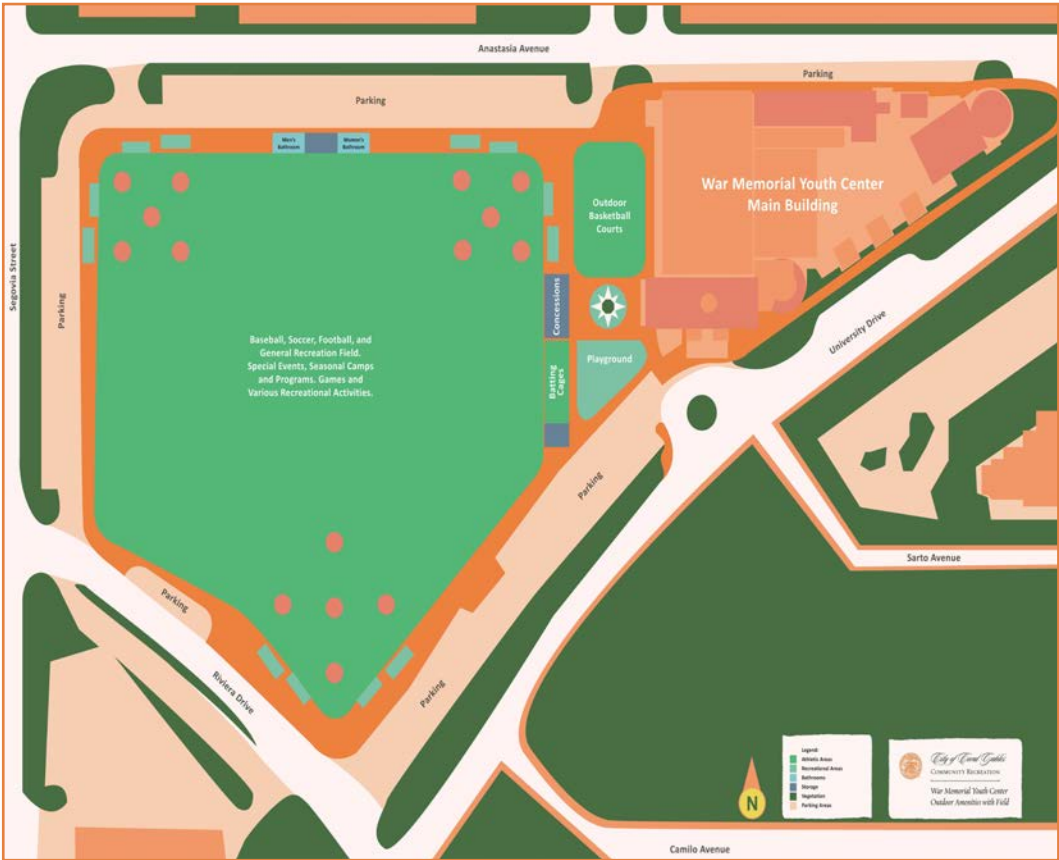 Anastasia Avenue
Parking
Parking
Men's
Bathroom
Women's
Bathroom
War Memorial Youth Center
Main Building
Outdoor
Basketball
Courts
Segovia Street
Parking
Concessions
University Drive
Baseball, Soccer, Football, and
General Recreation Field.
Special Events, Seasonal Camps
and Programs. Games and
Various Recreational Activities.
Playground
Batting
Cages
Parking
Sarto Avenue
Parking
Riviera Drive
Parking
Legend:
Athletic Areas
Recreational Areas
Bathrooms
Storage
Vegetation
Parking Areas
City of Coral Gables
COMMUNITY RECREATION
War Memorial Youth Center
Outdoor Amenities with Field
N
Camilo Avenue